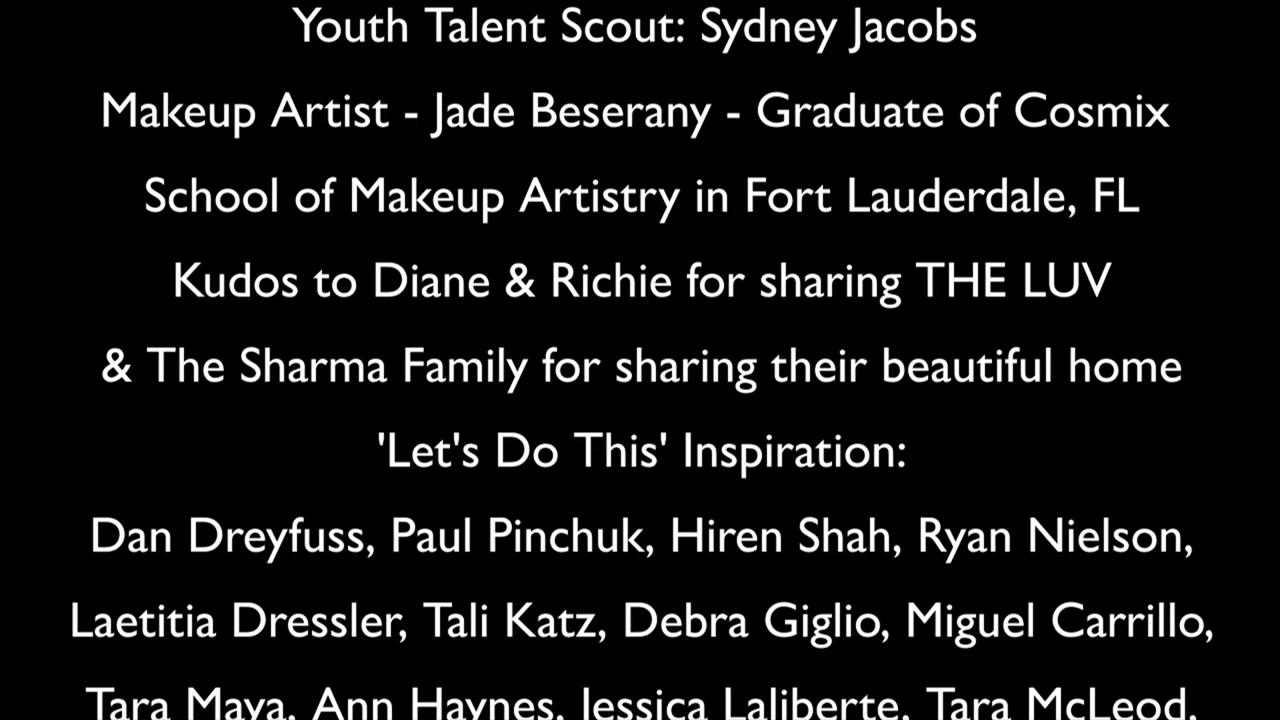 Youth Talent Scout: Sydney Jacobs
Makeup Artist - Jade Beserany - Graduate of Cosmix
School of Makeup Artistry in Fort Lauderdale, FL
Kudos to Diane & Richie for sharing THE LUV
& The Sharma Family for sharing their beautiful home
'Let's Do This' Inspiration:
Dan Dreyfuss, Paul Pinchuk, Hiren Shah, Ryan Nielson,
Laetitia Dressler, Tali Katz, Debra Giglio, Miguel Carrillo,
Tara Maya, Ann Haynes, Jessica Laliberte, Tara McLeod,